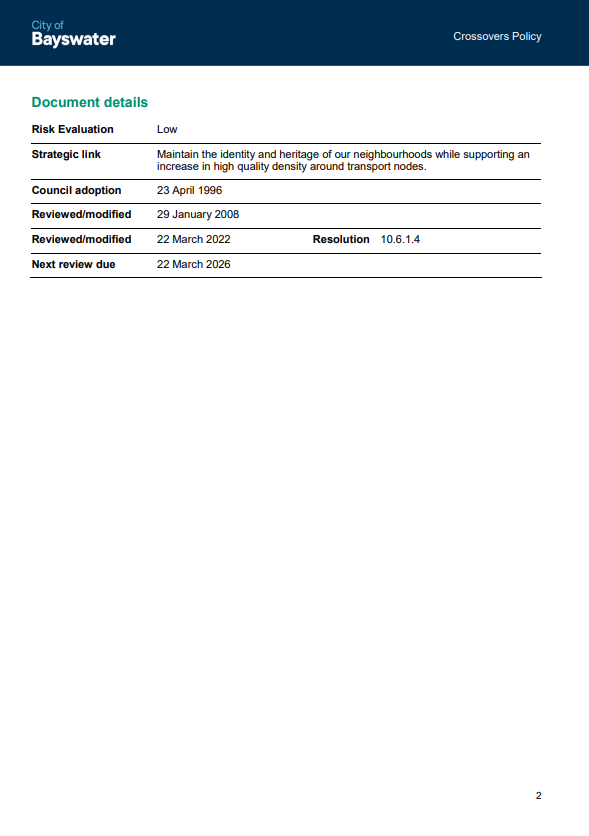 City of
Bayswater
Crossovers Policy
Document details
Risk Evaluation Low
Strategic link Maintain the identity and heritage of our neighbourhoods while supporting an
increase in high quality density around transport nodes.
Council adoption 23 April 1996
Reviewed/modified 29 January 2008
Reviewed/modified 22 March 2022 Resolution 10.6.1.4
Next review due 22 March 2026
2